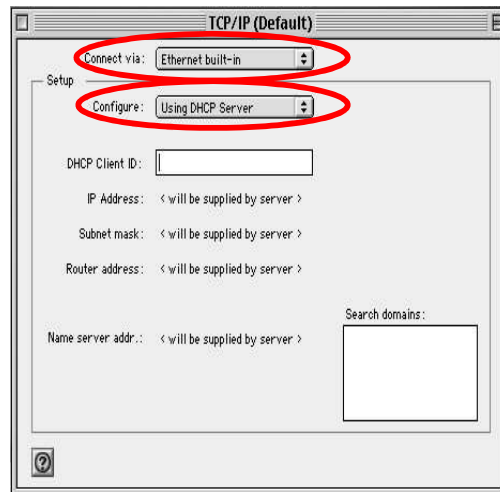 TCP/IP (Default)
Connect via: Ethernet built-in
Setup
Configure: Using DHCP Server
DHCP Client ID:
IP Address: < will be supplied by server >
Subnet mask: < will be supplied by server >
Router address: < will be supplied by server >
Search domains:
Name server addr.: < will be supplied by server >
?